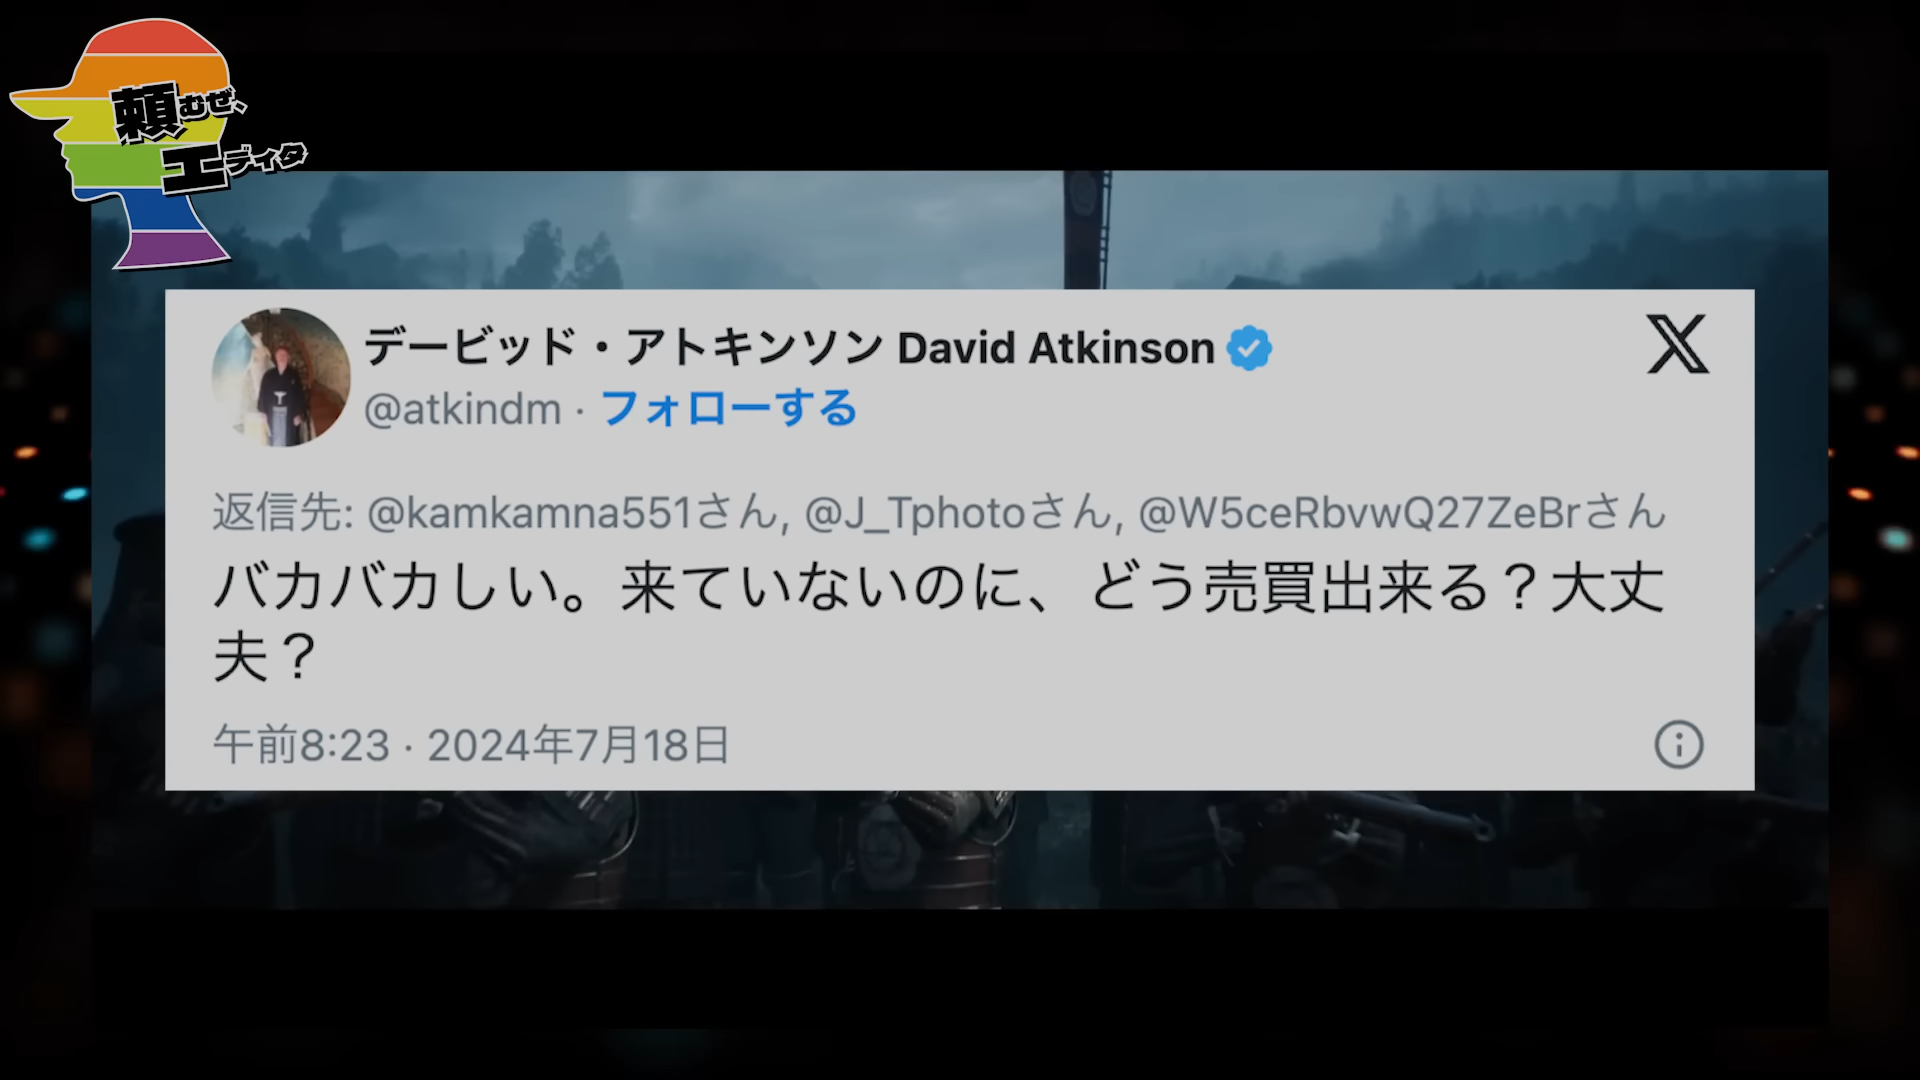 頼むぜ、
エディタ
デービッド・アトキンソン David Atkinson
@atkindm · フォローする
返信先: @kamkamna551さん, @J_Tphotoさん, @W5ceRbvwQ27ZeBrさん
バカバカしい。来ていないのに、どう売買出来る？大丈
夫？
午前8:23 · 2024年7月18日